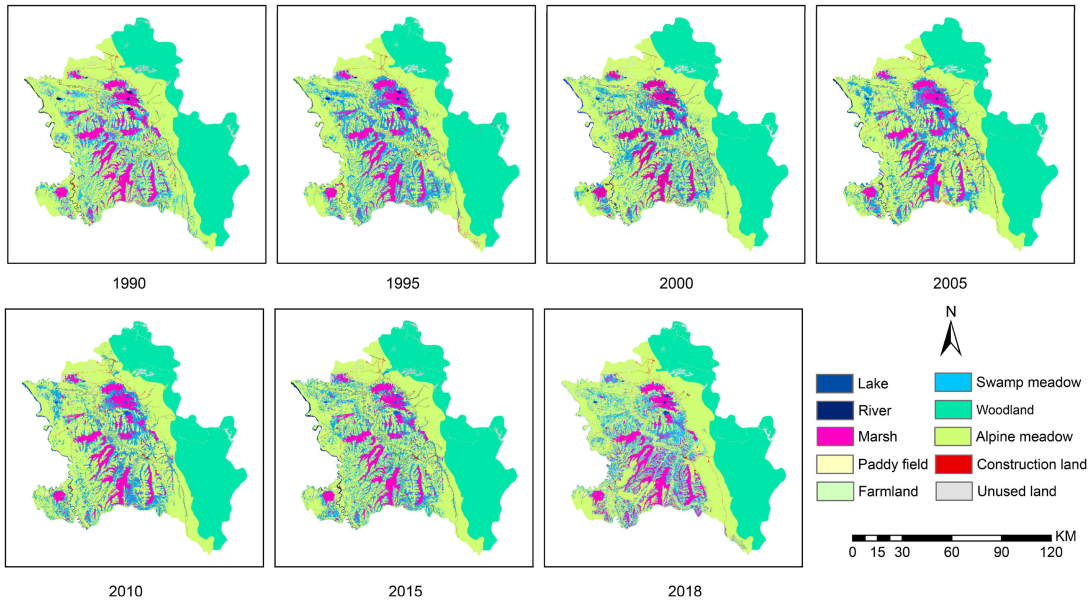 1990
1995
2000
2005
N
Lake
Swamp meadow
River
Woodland
Marsh
Alpine meadow
Paddy field
Construction land
Farmland
Unused land
KM
0 15 30 60 90 120
2010
2015
2018